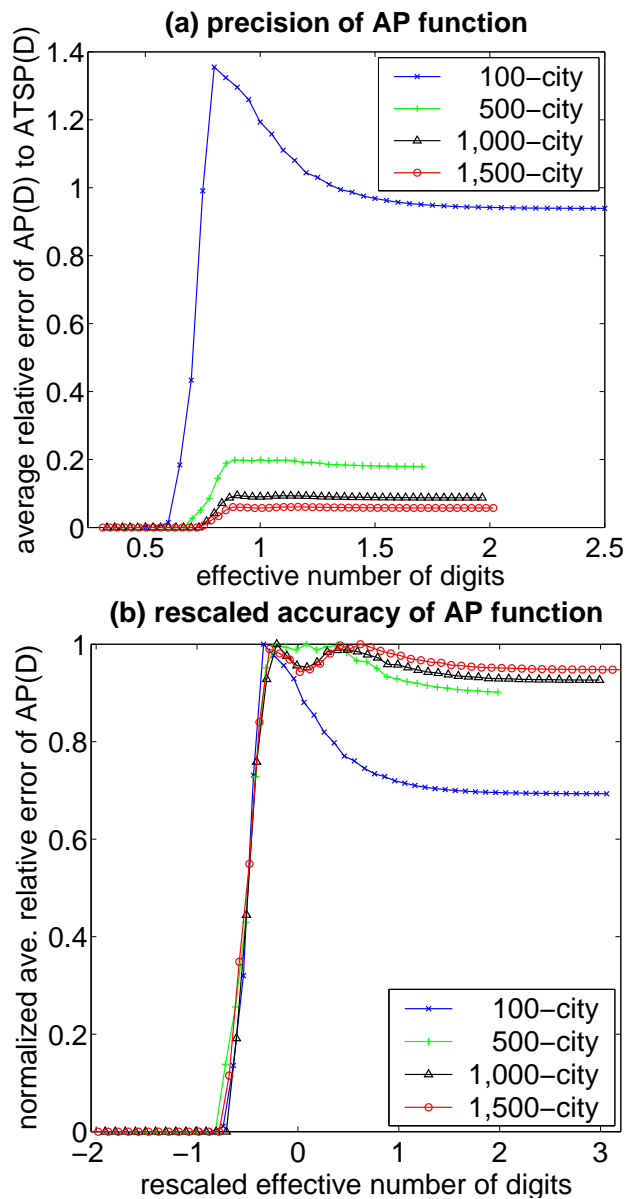 (a) precision of AP function
average relative error of AP(D) to ATSP(D)
1.4
1.2
1
0.8
0.6
0.4
0.2
0
100−city
500−city
1,000−city
1,500−city
0.5 1 1.5 2 2.5
effective number of digits
(b) rescaled accuracy of AP function
normalized ave. relative error of AP(D)
1
0.8
0.6
0.4
0.2
0
100−city
500−city
1,000−city
1,500−city
−2 −1 0 1 2 3
rescaled effective number of digits